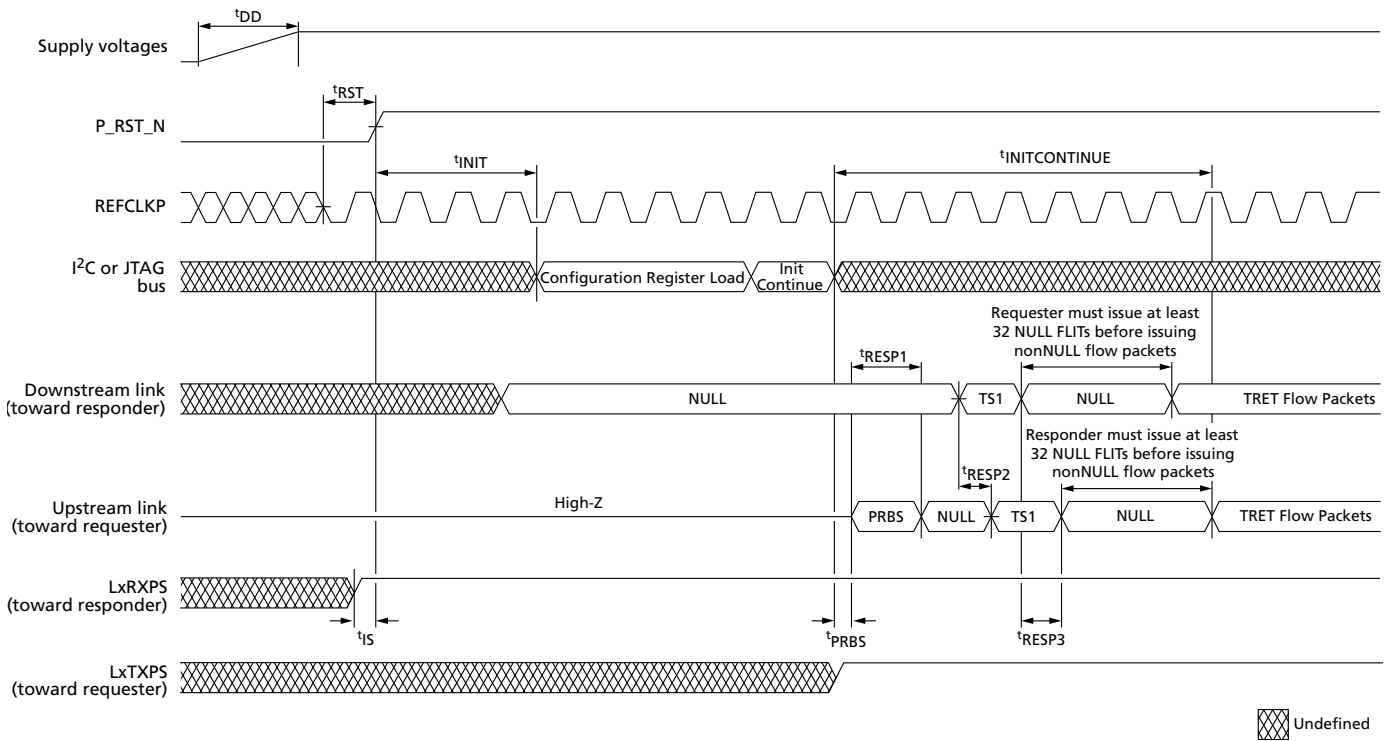 tDD
Supply voltages
tRST
P_RST_N
tINIT
tINITCONTINUE
REFCLKP
I2C or JTAG
bus
Configuration Register Load
Init
Continue
Requester must issue at least
32 NULL FLITs before issuing
nonNULL flow packets
tRESP1
Downstream link
(toward responder)
NULL
TS1
NULL
TRET Flow Packets
Responder must issue at least
32 NULL FLITs before issuing
nonNULL flow packets
tRESP2
Upstream link
(toward requester)
High-Z
PRBS
NULL
TS1
NULL
TRET Flow Packets
LxRXPS
(toward responder)
tIS
tPRBS
tRESP3
LxTXPS
(toward requester)
Undefined